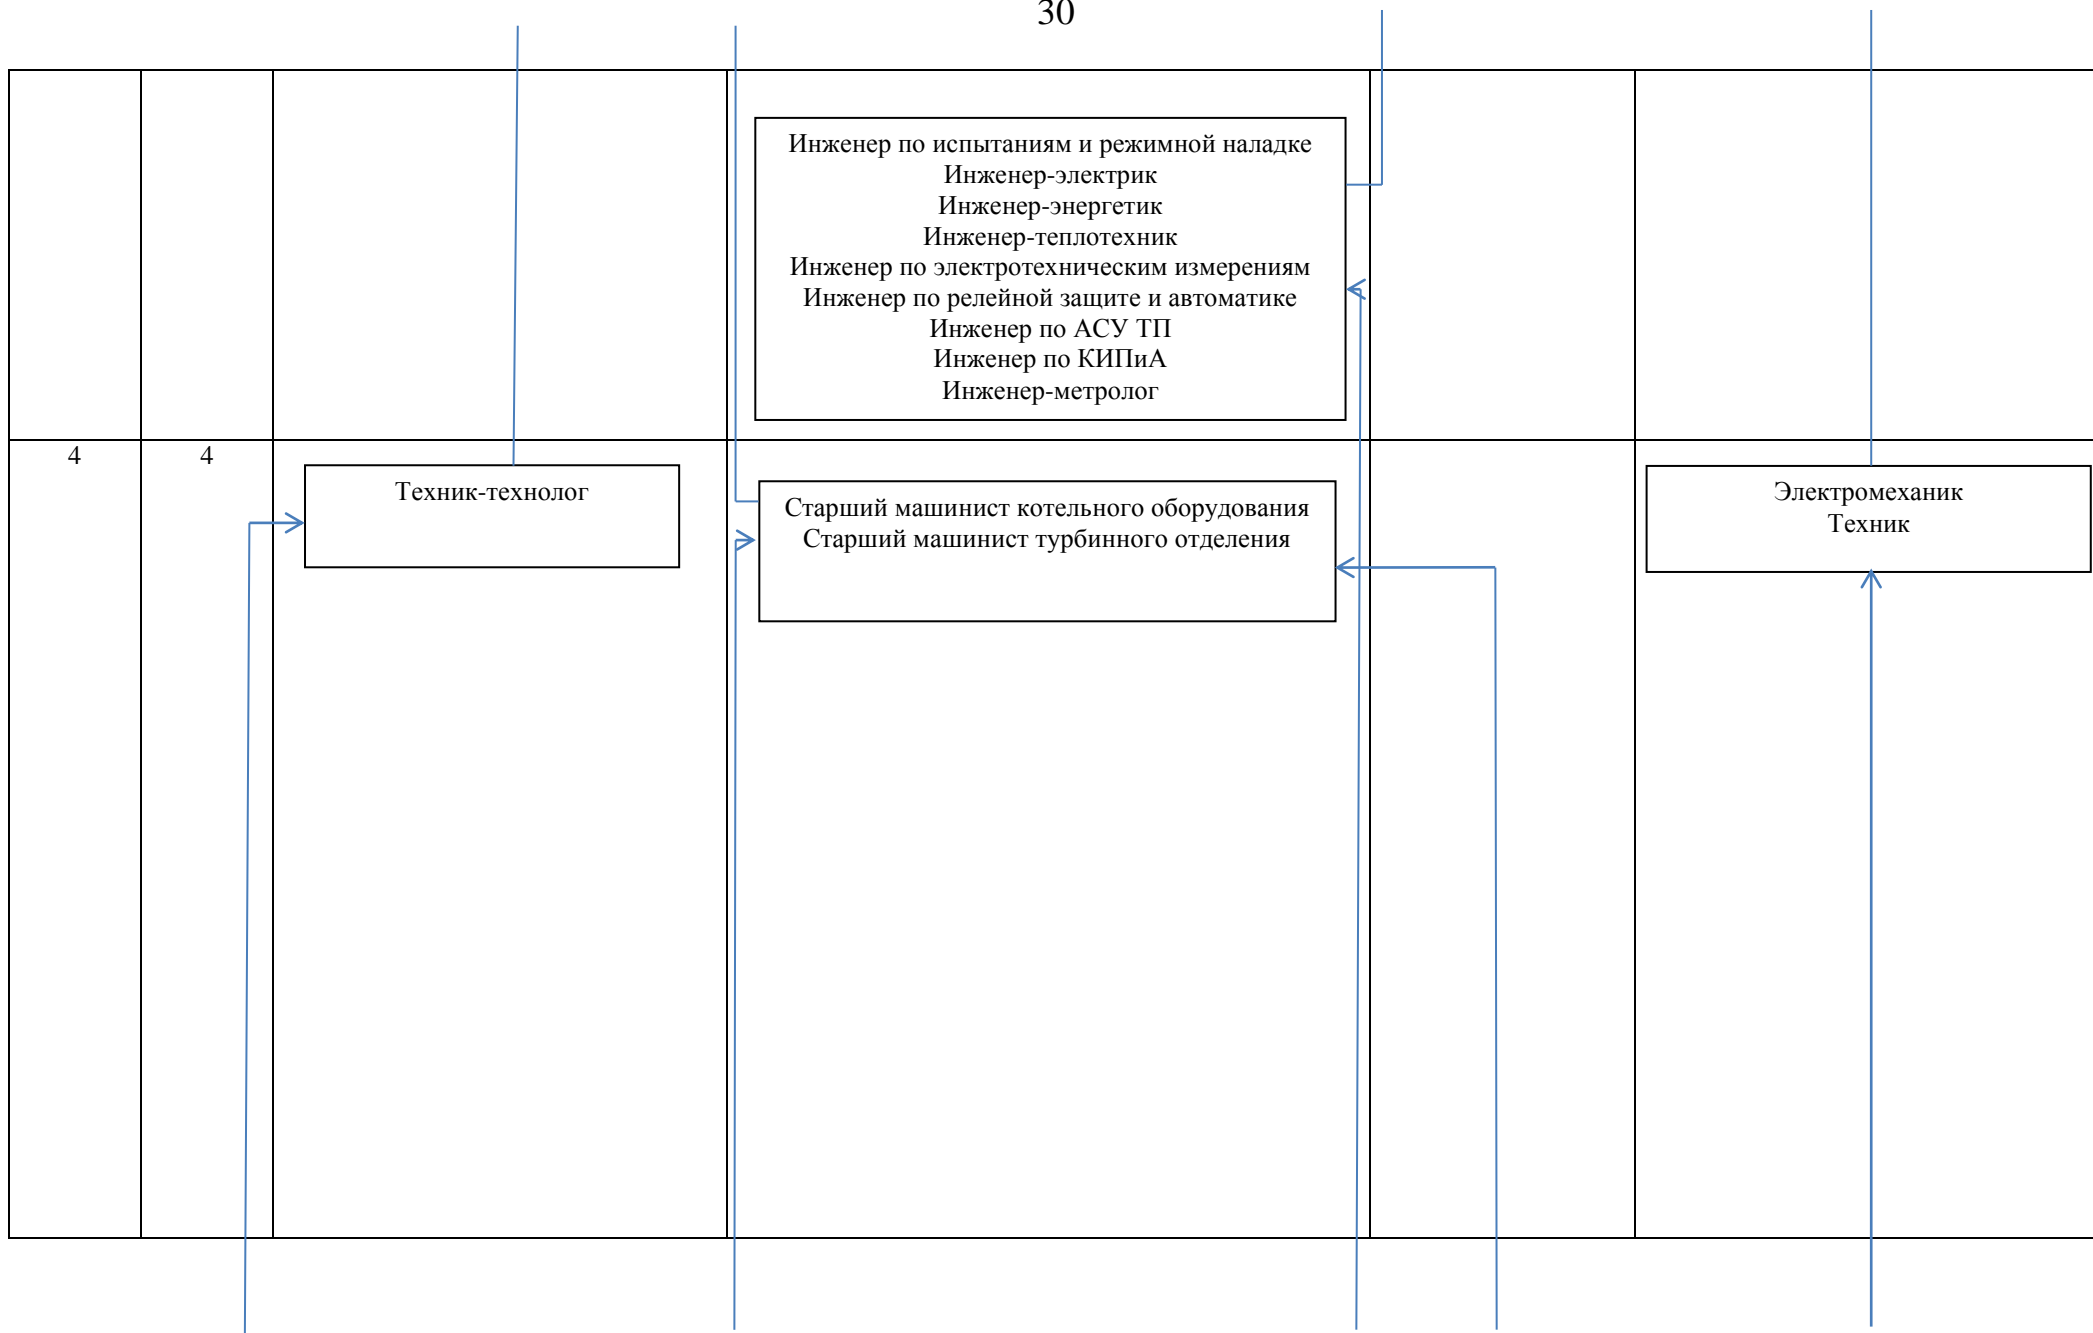 30
Инженер по испытаниям и режимной наладке
Инженер-электрик
Инженер-энергетик
Инженер-теплотехник
Инженер по электротехническим измерениям
Инженер по релейной защите и автоматике
Инженер по АСУ ТП
Инженер по КИПиА
Инженер-метролог
4
4
Техник-технолог
Старший машинист котельного оборудования
Старший машинист турбинного отделения
Электромеханик
Техник